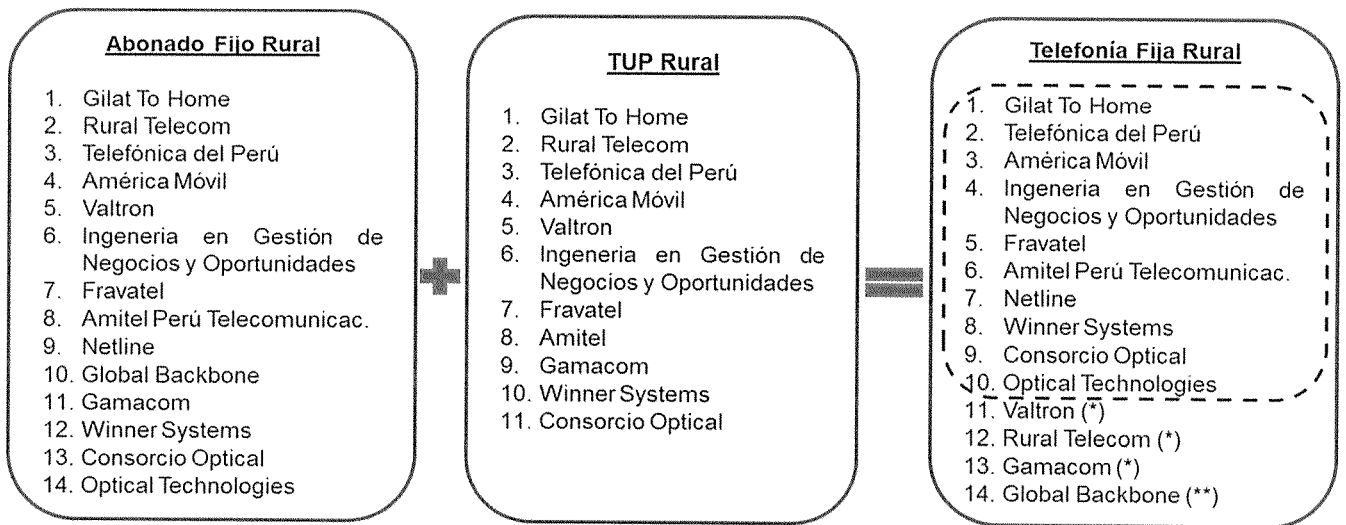 Abonado Fijo Rural
1. Gilat To Home
2. Rural Telecom
3. Telefónica del Perú
4. América Móvil
5. Valtron
6. Ingeneria en Gestión de
Negocios y Oportunidades
7. Fravatel
8. Amitel Perú Telecomunicac.
9. Netline
10. Global Backbone
11. Gamacom
12. Winner Systems
13. Consorcio Optical
14. Optical Technologies
TUP Rural
1. Gilat To Home
2. Rural Telecom
3. Telefónica del Perú
4. América Móvil
5. Valtron
6. Ingeneria en Gestión de
Negocios y Oportunidades
7. Fravatel
8. Amitel
9. Gamacom
10. Winner Systems
11. Consorcio Optical
Telefonía Fija Rural
1. Gilat To Home
2. Telefónica del Perú
3. América Móvil
4. Ingeneria en Gestión de
Negocios y Oportunidades
5. Fravatel
6. Amitel Perú Telecomunicac.
7. Netline
8. Winner Systems
9. Consorcio Optical
10. Optical Technologies
11. Valtron (*)
12. Rural Telecom (*)
13. Gamacom (*)
14. Global Backbone (**)